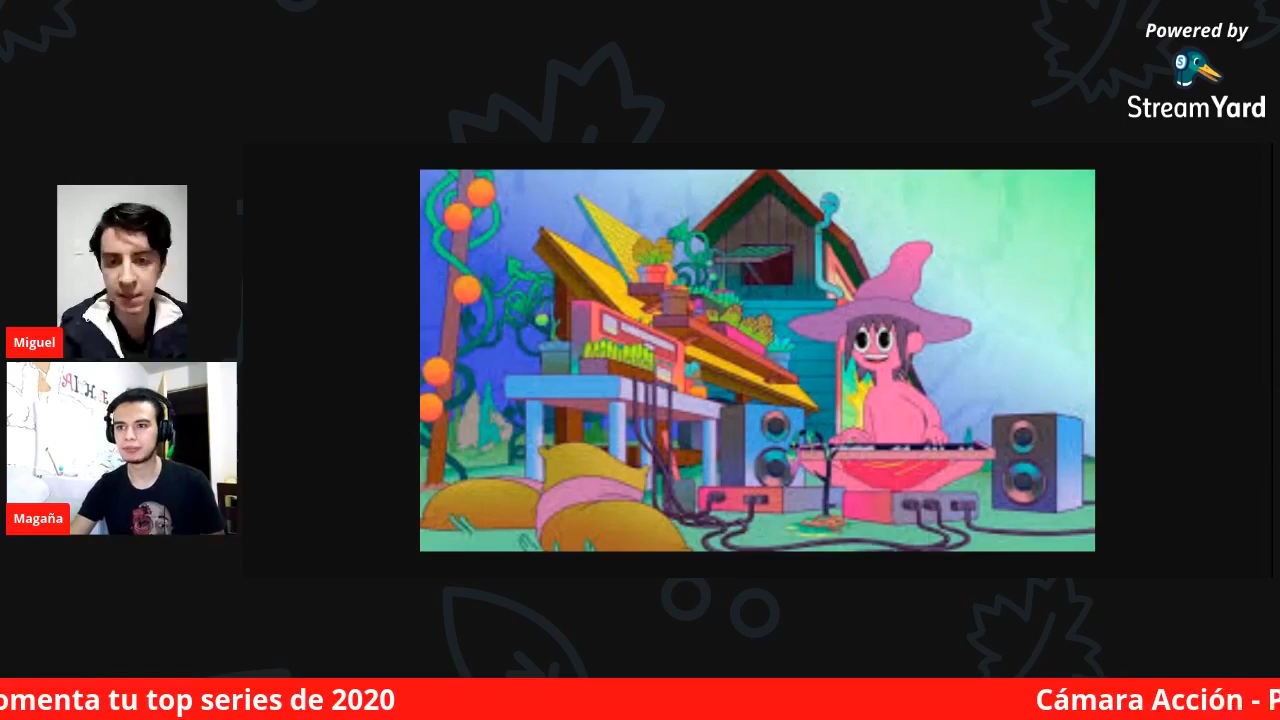 Powered by
StreamYard
Miguel
Magaña
omenta tu top series de 2020
Cámara Acción - P